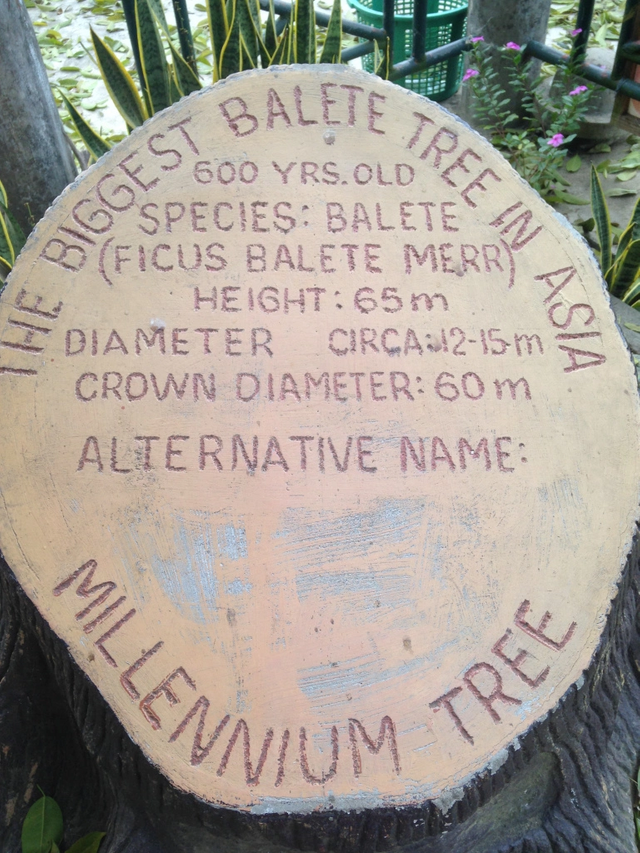 THE BIGGEST BALETE TREE IN ASIA
600 YRS.OLD
SPECIES: BALETE
(FICUS BALETE MERR)
HEIGHT: 65m
DIAMETER CIRCA:12-15m
CROWN DIAMETER: 60m
ALTERNATIVE NAME:
MILLENNIUM TREE